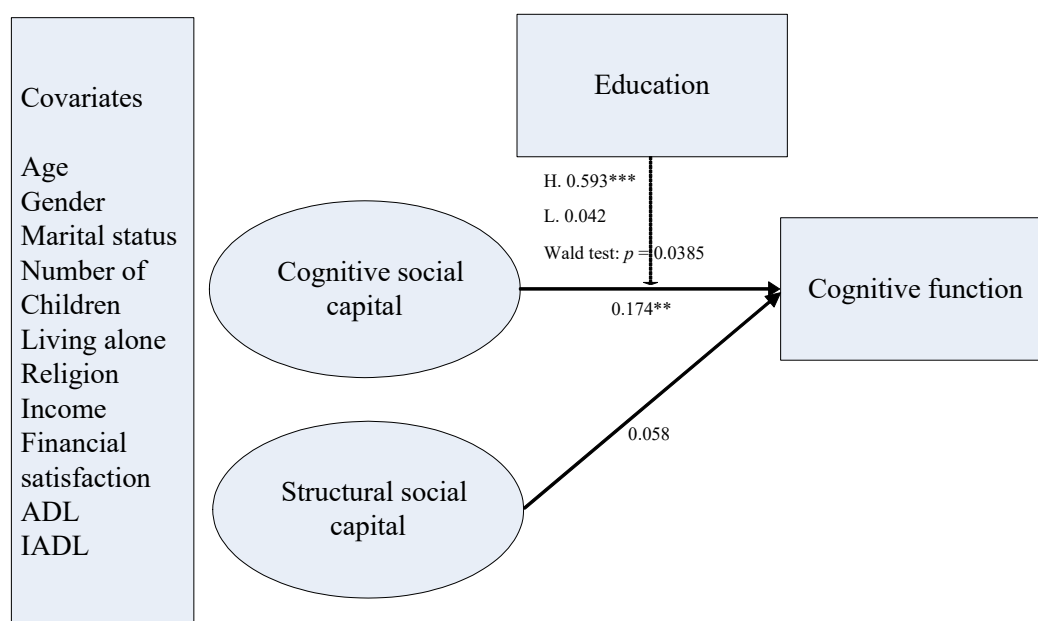 Covariates
Age
Gender
Marital status
Number of
Children
Living alone
Religion
Income
Financial
satisfaction
ADL
IADL
Education
H. 0.593***
L. 0.042
Wald test: p = 0.0385
Cognitive social
capital
0.174**
Cognitive function
0.058
Structural social
capital